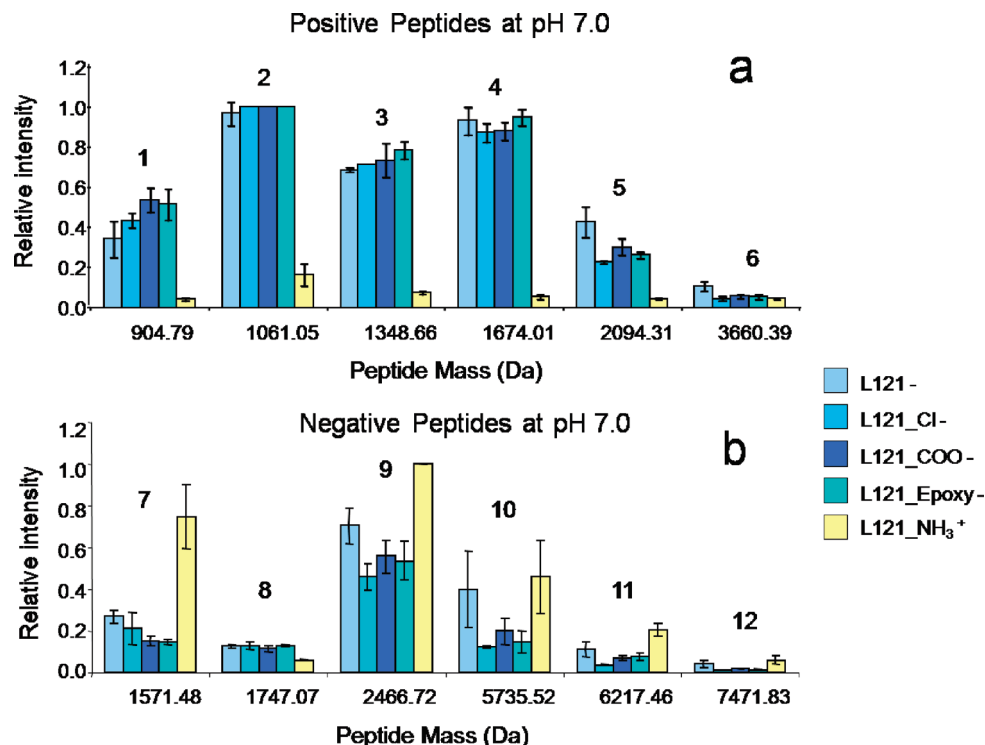 Positive Peptides at pH 7.0
a
Relative intensity
1.2
1.0
0.8
0.6
0.4
0.2
0.0
1
2
3
4
5
6
904.79 1061.05 1348.66 1674.01 2094.31 3660.39
Peptide Mass (Da)
Negative Peptides at pH 7.0
b
Relative intensity
1.2
1.0
0.8
0.6
0.4
0.2
0.0
7
8
9
10
11
12
1571.48 1747.07 2466.72 5735.52 6217.46 7471.83
Peptide Mass (Da)
L121-
L121_Cl-
L121_COO-
L121_Epoxy-
L121_NH₃⁺